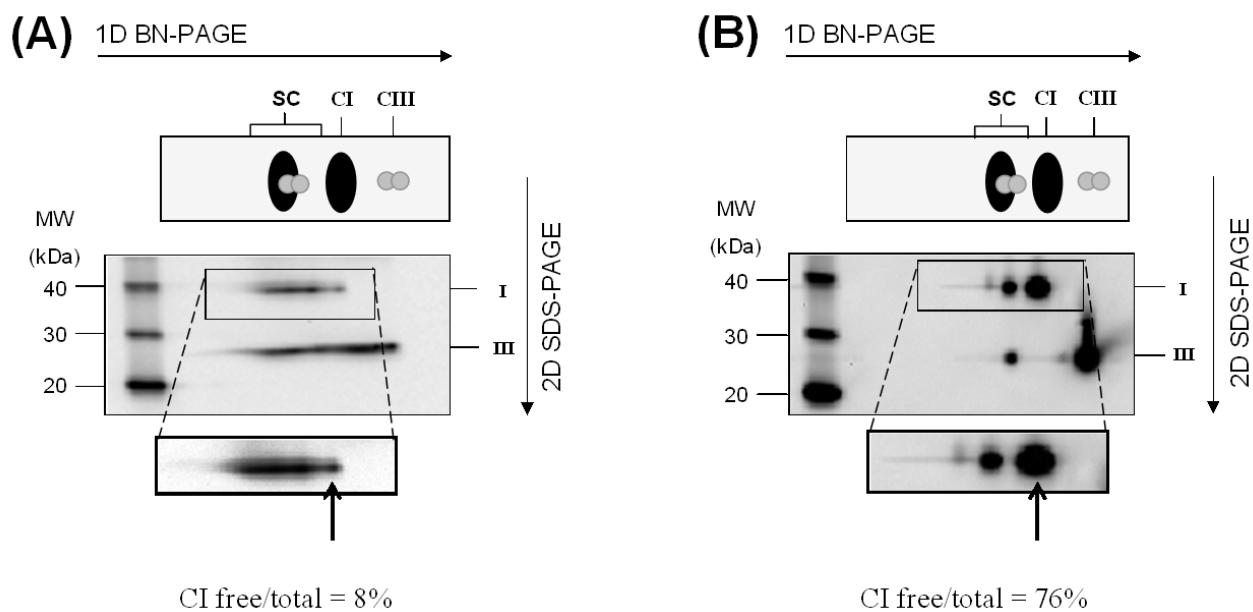 (A)
1D BN-PAGE
SC CI CIII
MW
(kDa)
40
30
20
I
III
2D SDS-PAGE
CI free/total = 8%
(B)
1D BN-PAGE
SC CI CIII
MW
(kDa)
40
30
20
I
III
2D SDS-PAGE
CI free/total = 76%